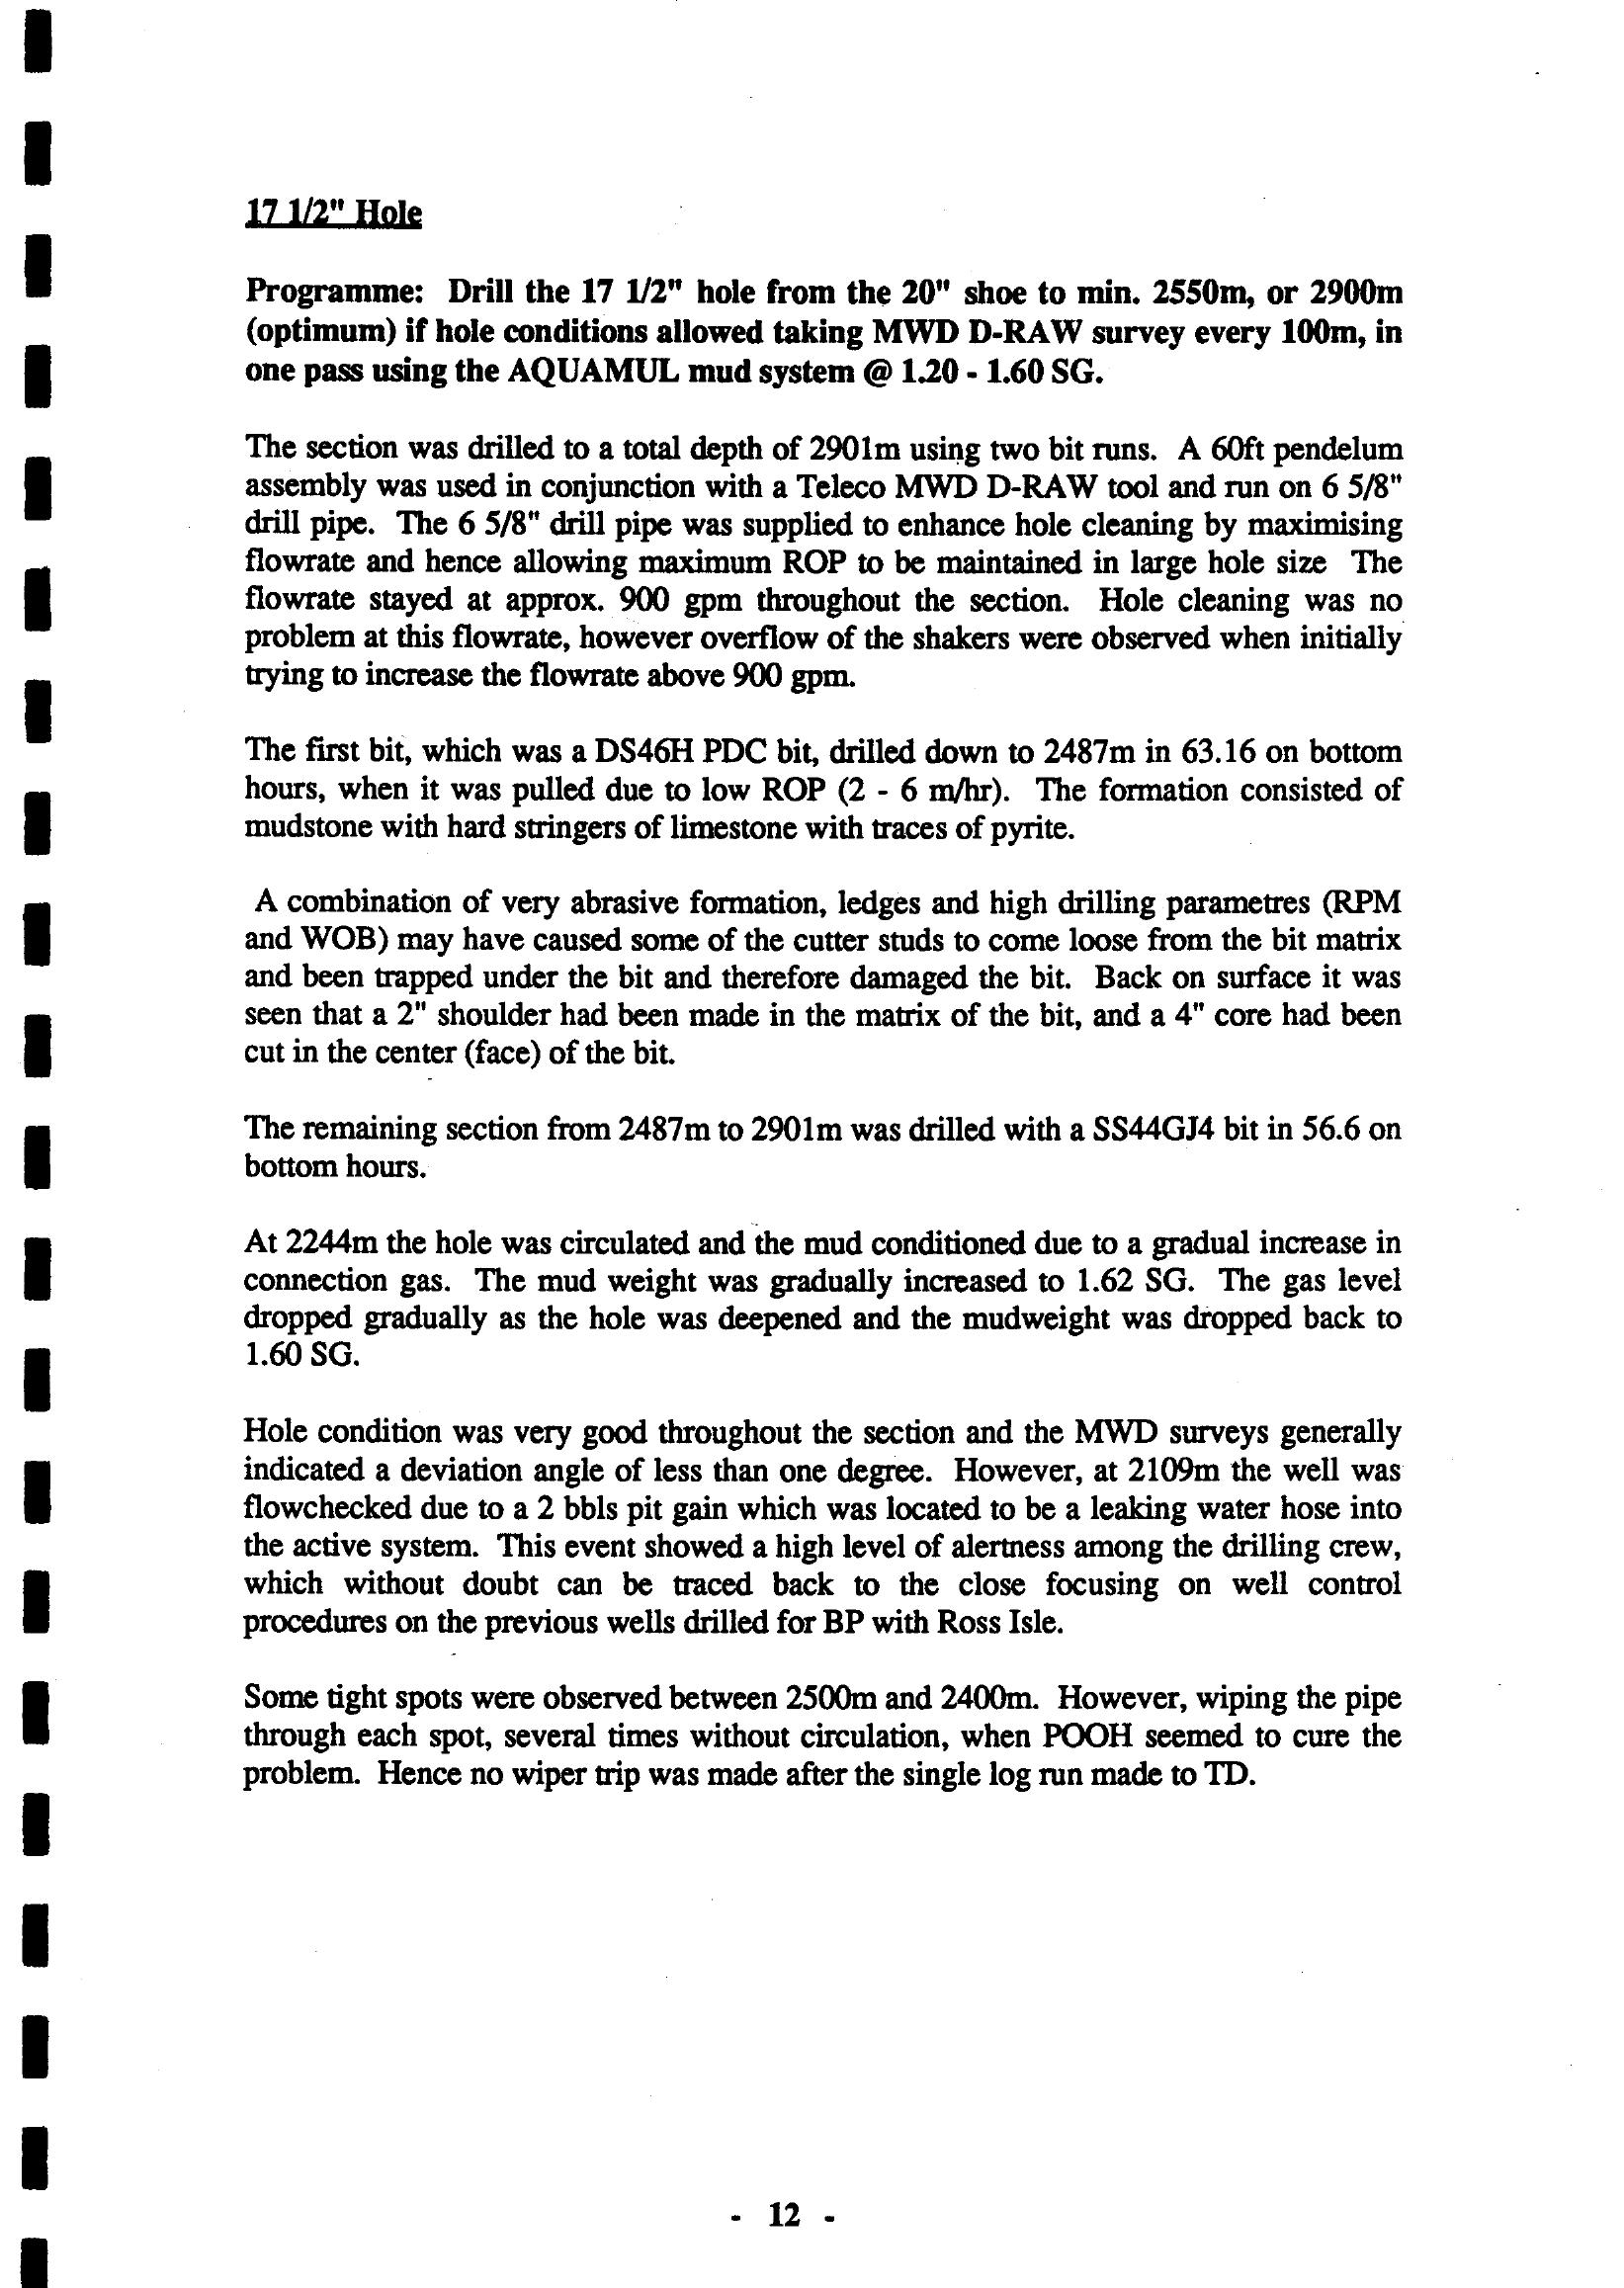 17 1/2" Hole
Programme: Drill the 17 1/2" hole from the 20" shoe to min. 2550m, or 2900m
(optimum) if hole conditions allowed taking MWD D-RAW survey every 100m, in
one pass using the AQUAMUL mud system @ 1.20 - 1.60 SG.
The section was drilled to a total depth of 2901m using two bit runs. A 60ft pendelum
assembly was used in conjunction with a Teleco MWD D-RAW tool and run on 6 5/8"
drill pipe. The 6 5/8" drill pipe was supplied to enhance hole cleaning by maximising
flowrate and hence allowing maximum ROP to be maintained in large hole size The
flowrate stayed at approx. 900 gpm throughout the section. Hole cleaning was no
problem at this flowrate, however overflow of the shakers were observed when initially
trying to increase the flowrate above 900 gpm.
The first bit, which was a DS46H PDC bit, drilled down to 2487m in 63.16 on bottom
hours, when it was pulled due to low ROP (2 - 6 m/hr). The formation consisted of
mudstone with hard stringers of limestone with traces of pyrite.
A combination of very abrasive formation, ledges and high drilling parametres (RPM
and WOB) may have caused some of the cutter studs to come loose from the bit matrix
and been trapped under the bit and therefore damaged the bit. Back on surface it was
seen that a 2" shoulder had been made in the matrix of the bit, and a 4" core had been
cut in the center (face) of the bit.
The remaining section from 2487m to 2901m was drilled with a SS44GJ4 bit in 56.6 on
bottom hours.
At 2244m the hole was circulated and the mud conditioned due to a gradual increase in
connection gas. The mud weight was gradually increased to 1.62 SG. The gas level
dropped gradually as the hole was deepened and the mudweight was dropped back to
1.60 SG.
Hole condition was very good throughout the section and the MWD surveys generally
indicated a deviation angle of less than one degree. However, at 2109m the well was
flowchecked due to a 2 bbls pit gain which was located to be a leaking water hose into
the active system. This event showed a high level of alertness among the drilling crew,
which without doubt can be traced back to the close focusing on well control
procedures on the previous wells drilled for BP with Ross Isle.
Some tight spots were observed between 2500m and 2400m. However, wiping the pipe
through each spot, several times without circulation, when POOH seemed to cure the
problem. Hence no wiper trip was made after the single log run made to TD.
- 12 -